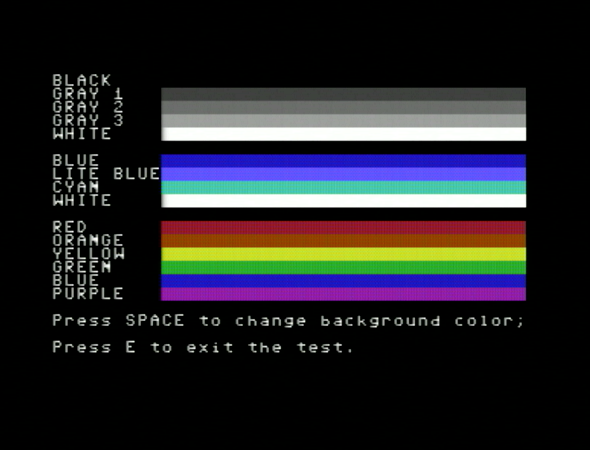 BLACK
GRAY 1
GRAY 2
GRAY 3
WHITE
BLUE
LITE BLUE
CYAN
WHITE
RED
ORANGE
YELLOW
GREEN
BLUE
PURPLE
Press SPACE to change background color;
Press E to exit the test.